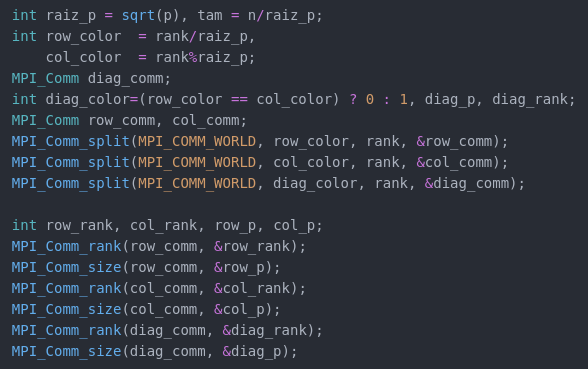 int raiz_p = sqrt(p), tam = n/raiz_p;
int row_color  = rank/raiz_p,
    col_color  = rank%raiz_p;
MPI_Comm diag_comm;
int diag_color=(row_color == col_color) ? 0 : 1, diag_p, diag_rank;
MPI_Comm row_comm, col_comm;
MPI_Comm_split(MPI_COMM_WORLD, row_color, rank, &row_comm);
MPI_Comm_split(MPI_COMM_WORLD, col_color, rank, &col_comm);
MPI_Comm_split(MPI_COMM_WORLD, diag_color, rank, &diag_comm);

int row_rank, col_rank, row_p, col_p;
MPI_Comm_rank(row_comm, &row_rank);
MPI_Comm_size(row_comm, &row_p);
MPI_Comm_rank(col_comm, &col_rank);
MPI_Comm_size(col_comm, &col_p);
MPI_Comm_rank(diag_comm, &diag_rank);
MPI_Comm_size(diag_comm, &diag_p);